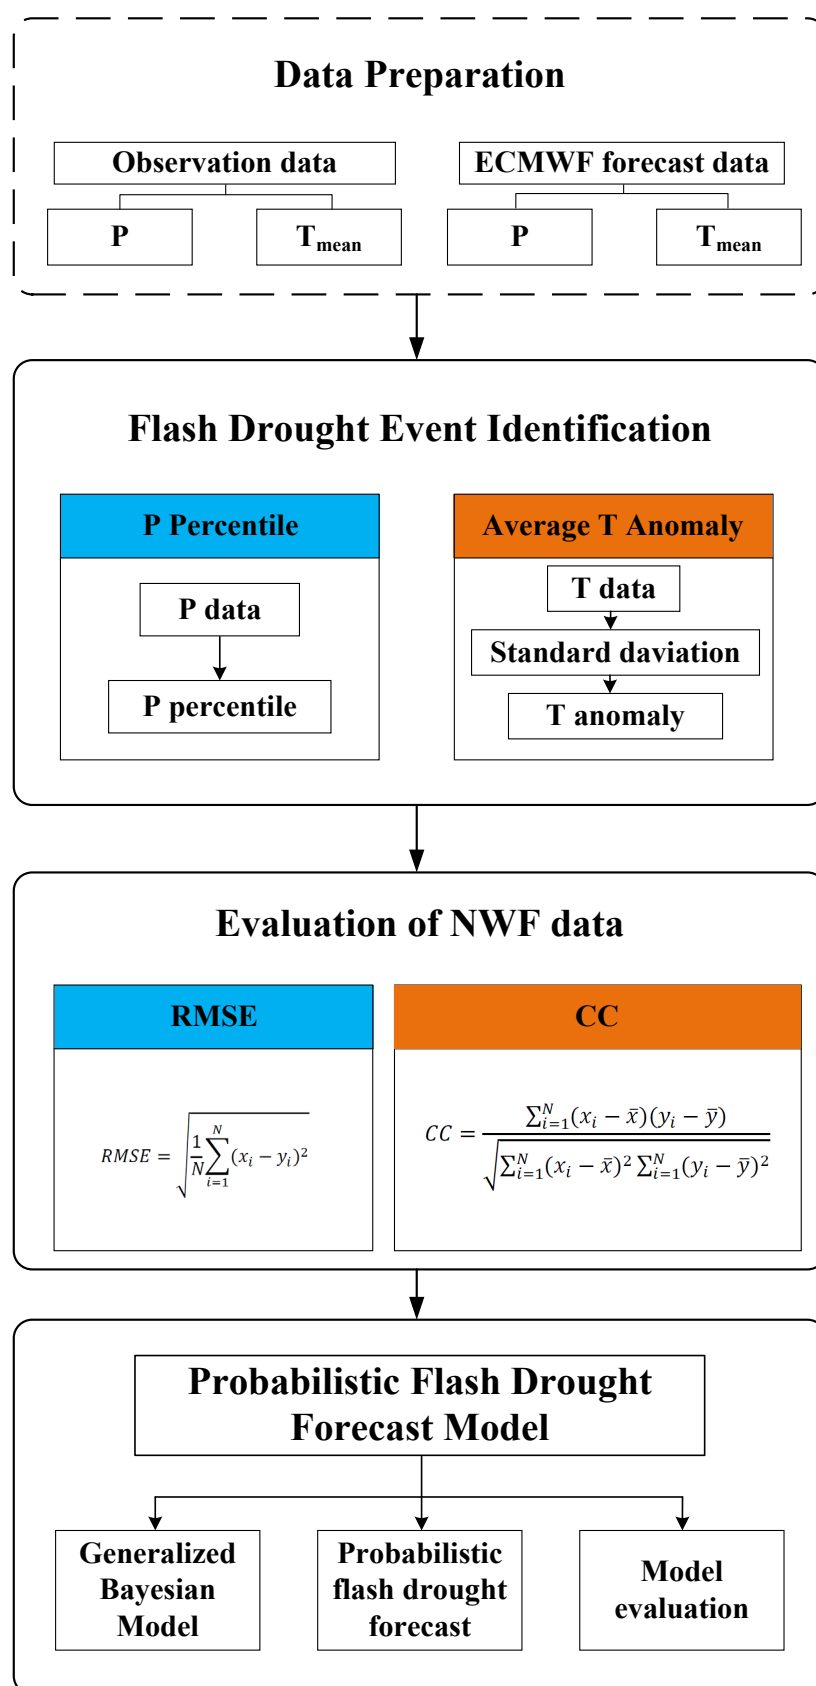 Data Preparation
Observation data
ECMWF forecast data
P
T_mean
P
T_mean
Flash Drought Event Identification
P Percentile
Average T Anomaly
P data
P percentile
T data
Standard daviation
T anomaly
Evaluation of NWF data
RMSE
CC
RMSE = √(1/N ∑_{i=1}^{N} (x_i − y_i)^2)
CC = ∑_{i=1}^{N} (x_i − x̄)(y_i − ȳ) / √(∑_{i=1}^{N} (x_i − x̄)^2 ∑_{i=1}^{N} (y_i − ȳ)^2)
Probabilistic Flash Drought
Forecast Model
Generalized
Bayesian
Model
Probabilistic
flash drought
forecast
Model
evaluation